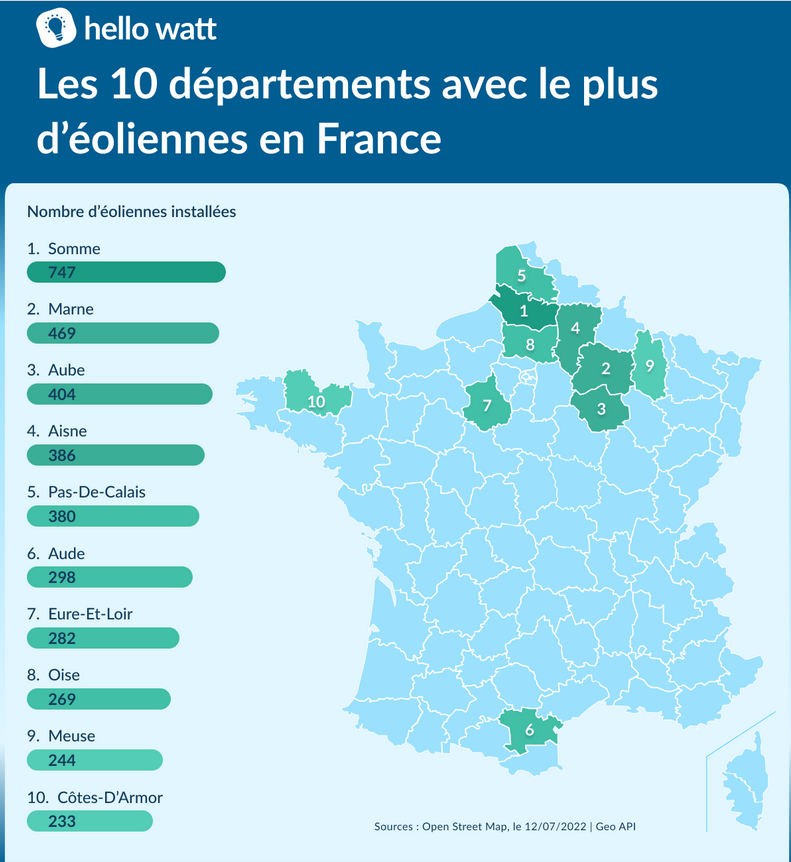 hello watt
Les 10 départements avec le plus
d’éoliennes en France
Nombre d’éoliennes installées
1. Somme
747
2. Marne
469
3. Aube
404
4. Aisne
386
5. Pas-De-Calais
380
6. Aude
298
7. Eure-Et-Loir
282
8. Oise
269
9. Meuse
244
10. Côtes-D’Armor
233
5
1
4
8
2
9
10
7
3
6
Sources : Open Street Map, le 12/07/2022 | Geo API